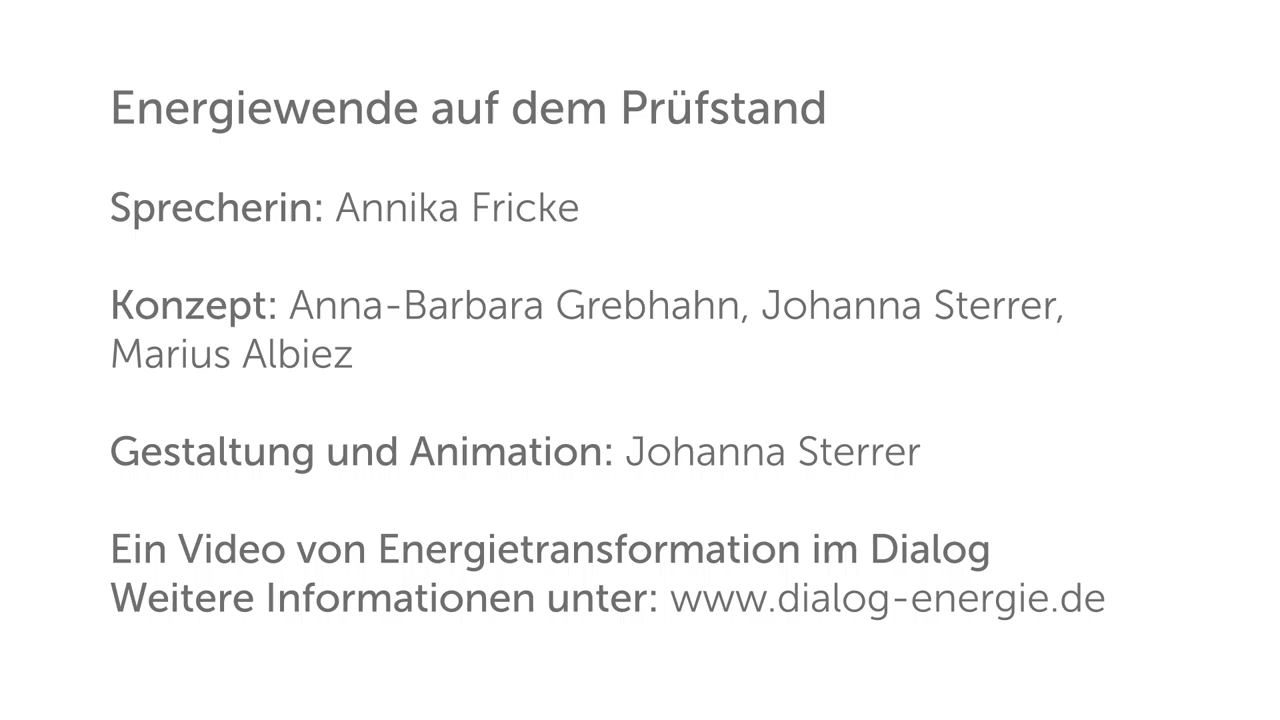 Energiewende auf dem Prüfstand
Sprecherin: Annika Fricke
Konzept: Anna-Barbara Grebhahn, Johanna Sterrer,
Marius Albiez
Gestaltung und Animation: Johanna Sterrer
Ein Video von Energietransformation im Dialog
Weitere Informationen unter: www.dialog-energie.de